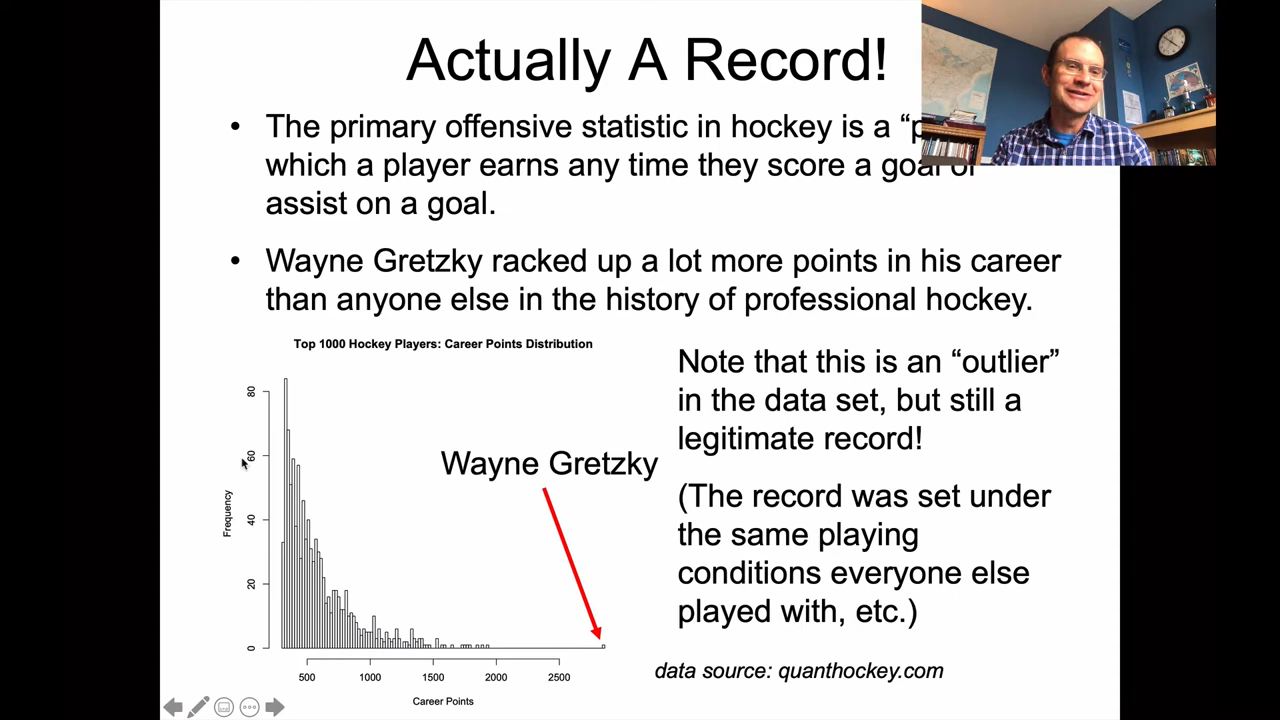 Actually A Record!
• The primary offensive statistic in hockey is a
which a player earns any time they score a goal or
assist on a goal.
• Wayne Gretzky racked up a lot more points in his career
than anyone else in the history of professional hockey.
Top 1000 Hockey Players: Career Points Distribution
Note that this is an “outlier”
in the data set, but still a
legitimate record!
(The record was set under
the same playing
conditions everyone else
played with, etc.)
Wayne Gretzky
Frequency
80
60
40
20
0
500 1000 1500 2000 2500
Career Points
data source: quanthockey.com